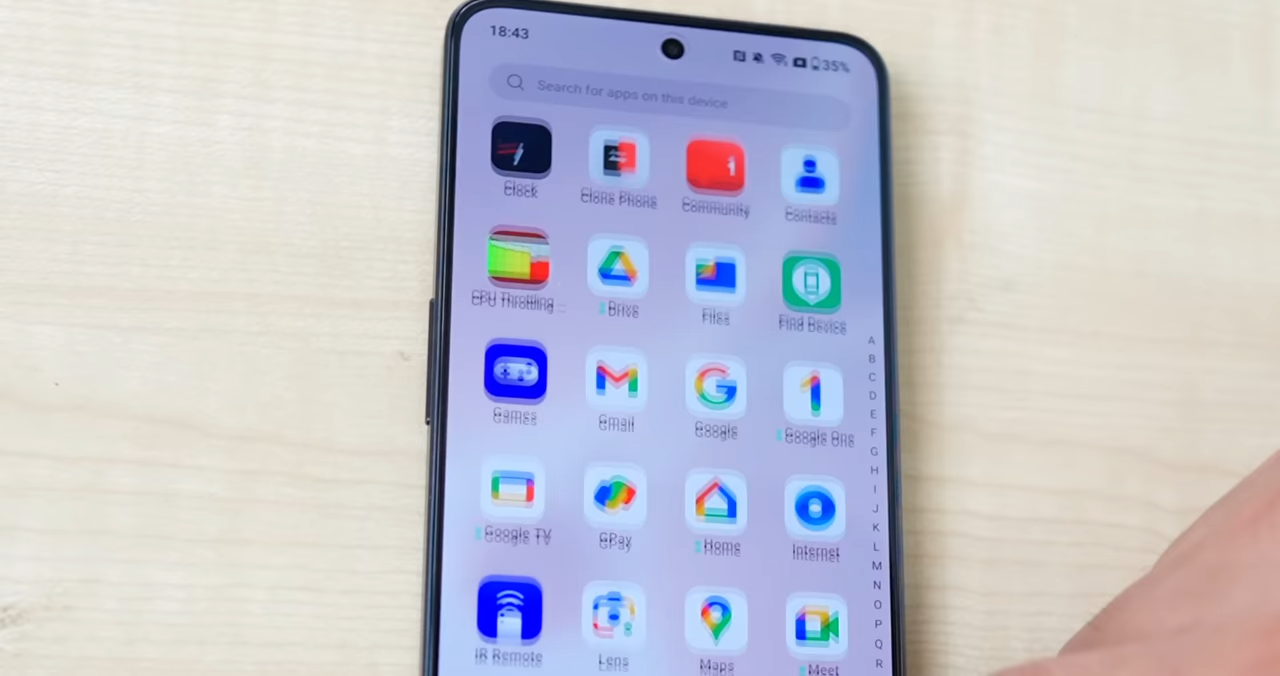 18:43
35%
Search for apps on this device
Clock
Clone Phone
Community
Contacts
CPU Throttling ...
Drive
Files
Find Device
Games
Gmail
Google
Google One
Google TV
GPay
Home
Internet
IR Remote
Lens
Maps
Meet
A
B
C
D
E
F
G
H
I
J
K
L
M
N
O
P
Q
R